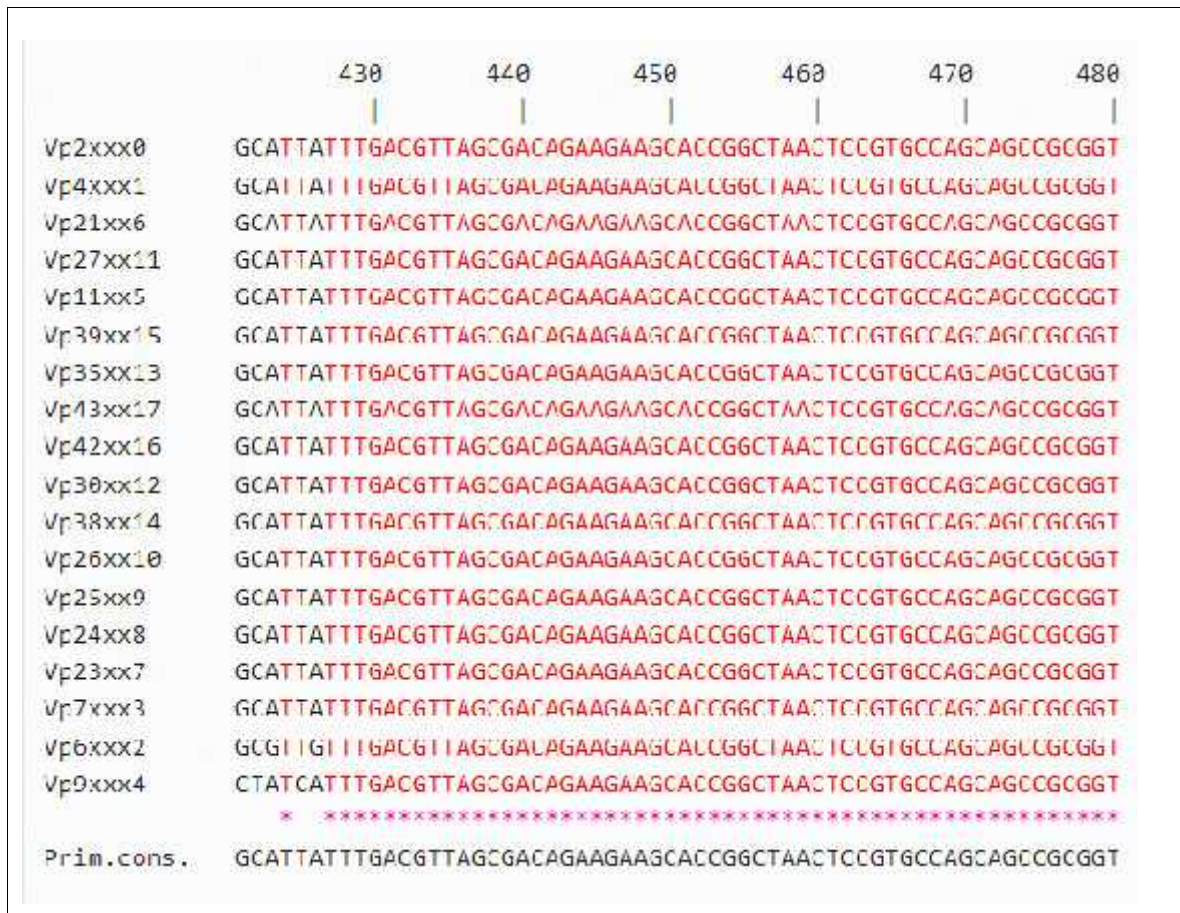 430 440 450 460 470 480
| | | | | |
Vp2xxx0 GCATTATTTGACGTTAGCGACAGAAGAAGCACCGGCTAACTCCGTGCCAGCAGCCGCGGT
Vp4xxx1 GCATTATTTGACGTTAGCGACAGAAGAAGCACCGGCTAACTCCGTGCCAGCAGCCGCGGT
Vp21xx6 GCATTATTTGACGTTAGCGACAGAAGAAGCACCGGCTAACTCCGTGCCAGCAGCCGCGGT
Vp27xx11 GCATTATTTGACGTTAGCGACAGAAGAAGCACCGGCTAACTCCGTGCCAGCAGCCGCGGT
Vp11xx5 GCATTATTTGACGTTAGCGACAGAAGAAGCACCGGCTAACTCCGTGCCAGCAGCCGCGGT
Vp39xx15 GCATTATTTGACGTTAGCGACAGAAGAAGCACCGGCTAACTCCGTGCCAGCAGCCGCGGT
Vp35xx13 GCATTATTTGACGTTAGCGACAGAAGAAGCACCGGCTAACTCCGTGCCAGCAGCCGCGGT
Vp43xx17 GCATTATTTGACGTTAGCGACAGAAGAAGCACCGGCTAACTCCGTGCCAGCAGCCGCGGT
Vp42xx16 GCATTATTTGACGTTAGCGACAGAAGAAGCACCGGCTAACTCCGTGCCAGCAGCCGCGGT
Vp30xx12 GCATTATTTGACGTTAGCGACAGAAGAAGCACCGGCTAACTCCGTGCCAGCAGCCGCGGT
Vp38xx14 GCATTATTTGACGTTAGCGACAGAAGAAGCACCGGCTAACTCCGTGCCAGCAGCCGCGGT
Vp26xx10 GCATTATTTGACGTTAGCGACAGAAGAAGCACCGGCTAACTCCGTGCCAGCAGCCGCGGT
Vp25xx9 GCATTATTTGACGTTAGCGACAGAAGAAGCACCGGCTAACTCCGTGCCAGCAGCCGCGGT
Vp24xx8 GCATTATTTGACGTTAGCGACAGAAGAAGCACCGGCTAACTCCGTGCCAGCAGCCGCGGT
Vp23xx7 GCATTATTTGACGTTAGCGACAGAAGAAGCACCGGCTAACTCCGTGCCAGCAGCCGCGGT
Vp7xxx3 GCATTATTTGACGTTAGCGACAGAAGAAGCACCGGCTAACTCCGTGCCAGCAGCCGCGGT
Vp6xxx2 GCGTTGTTTGACGTTAGCGACAGAAGAAGCACCGGCTAACTCCGTGCCAGCAGCCGCGGT
Vp9xxx4 CTATCATTTGACGTTAGCGACAGAAGAAGCACCGGCTAACTCCGTGCCAGCAGCCGCGGT
*  ******************************************************
Prim.cons. GCATTATTTGACGTTAGCGACAGAAGAAGCACCGGCTAACTCCGTGCCAGCAGCCGCGGT